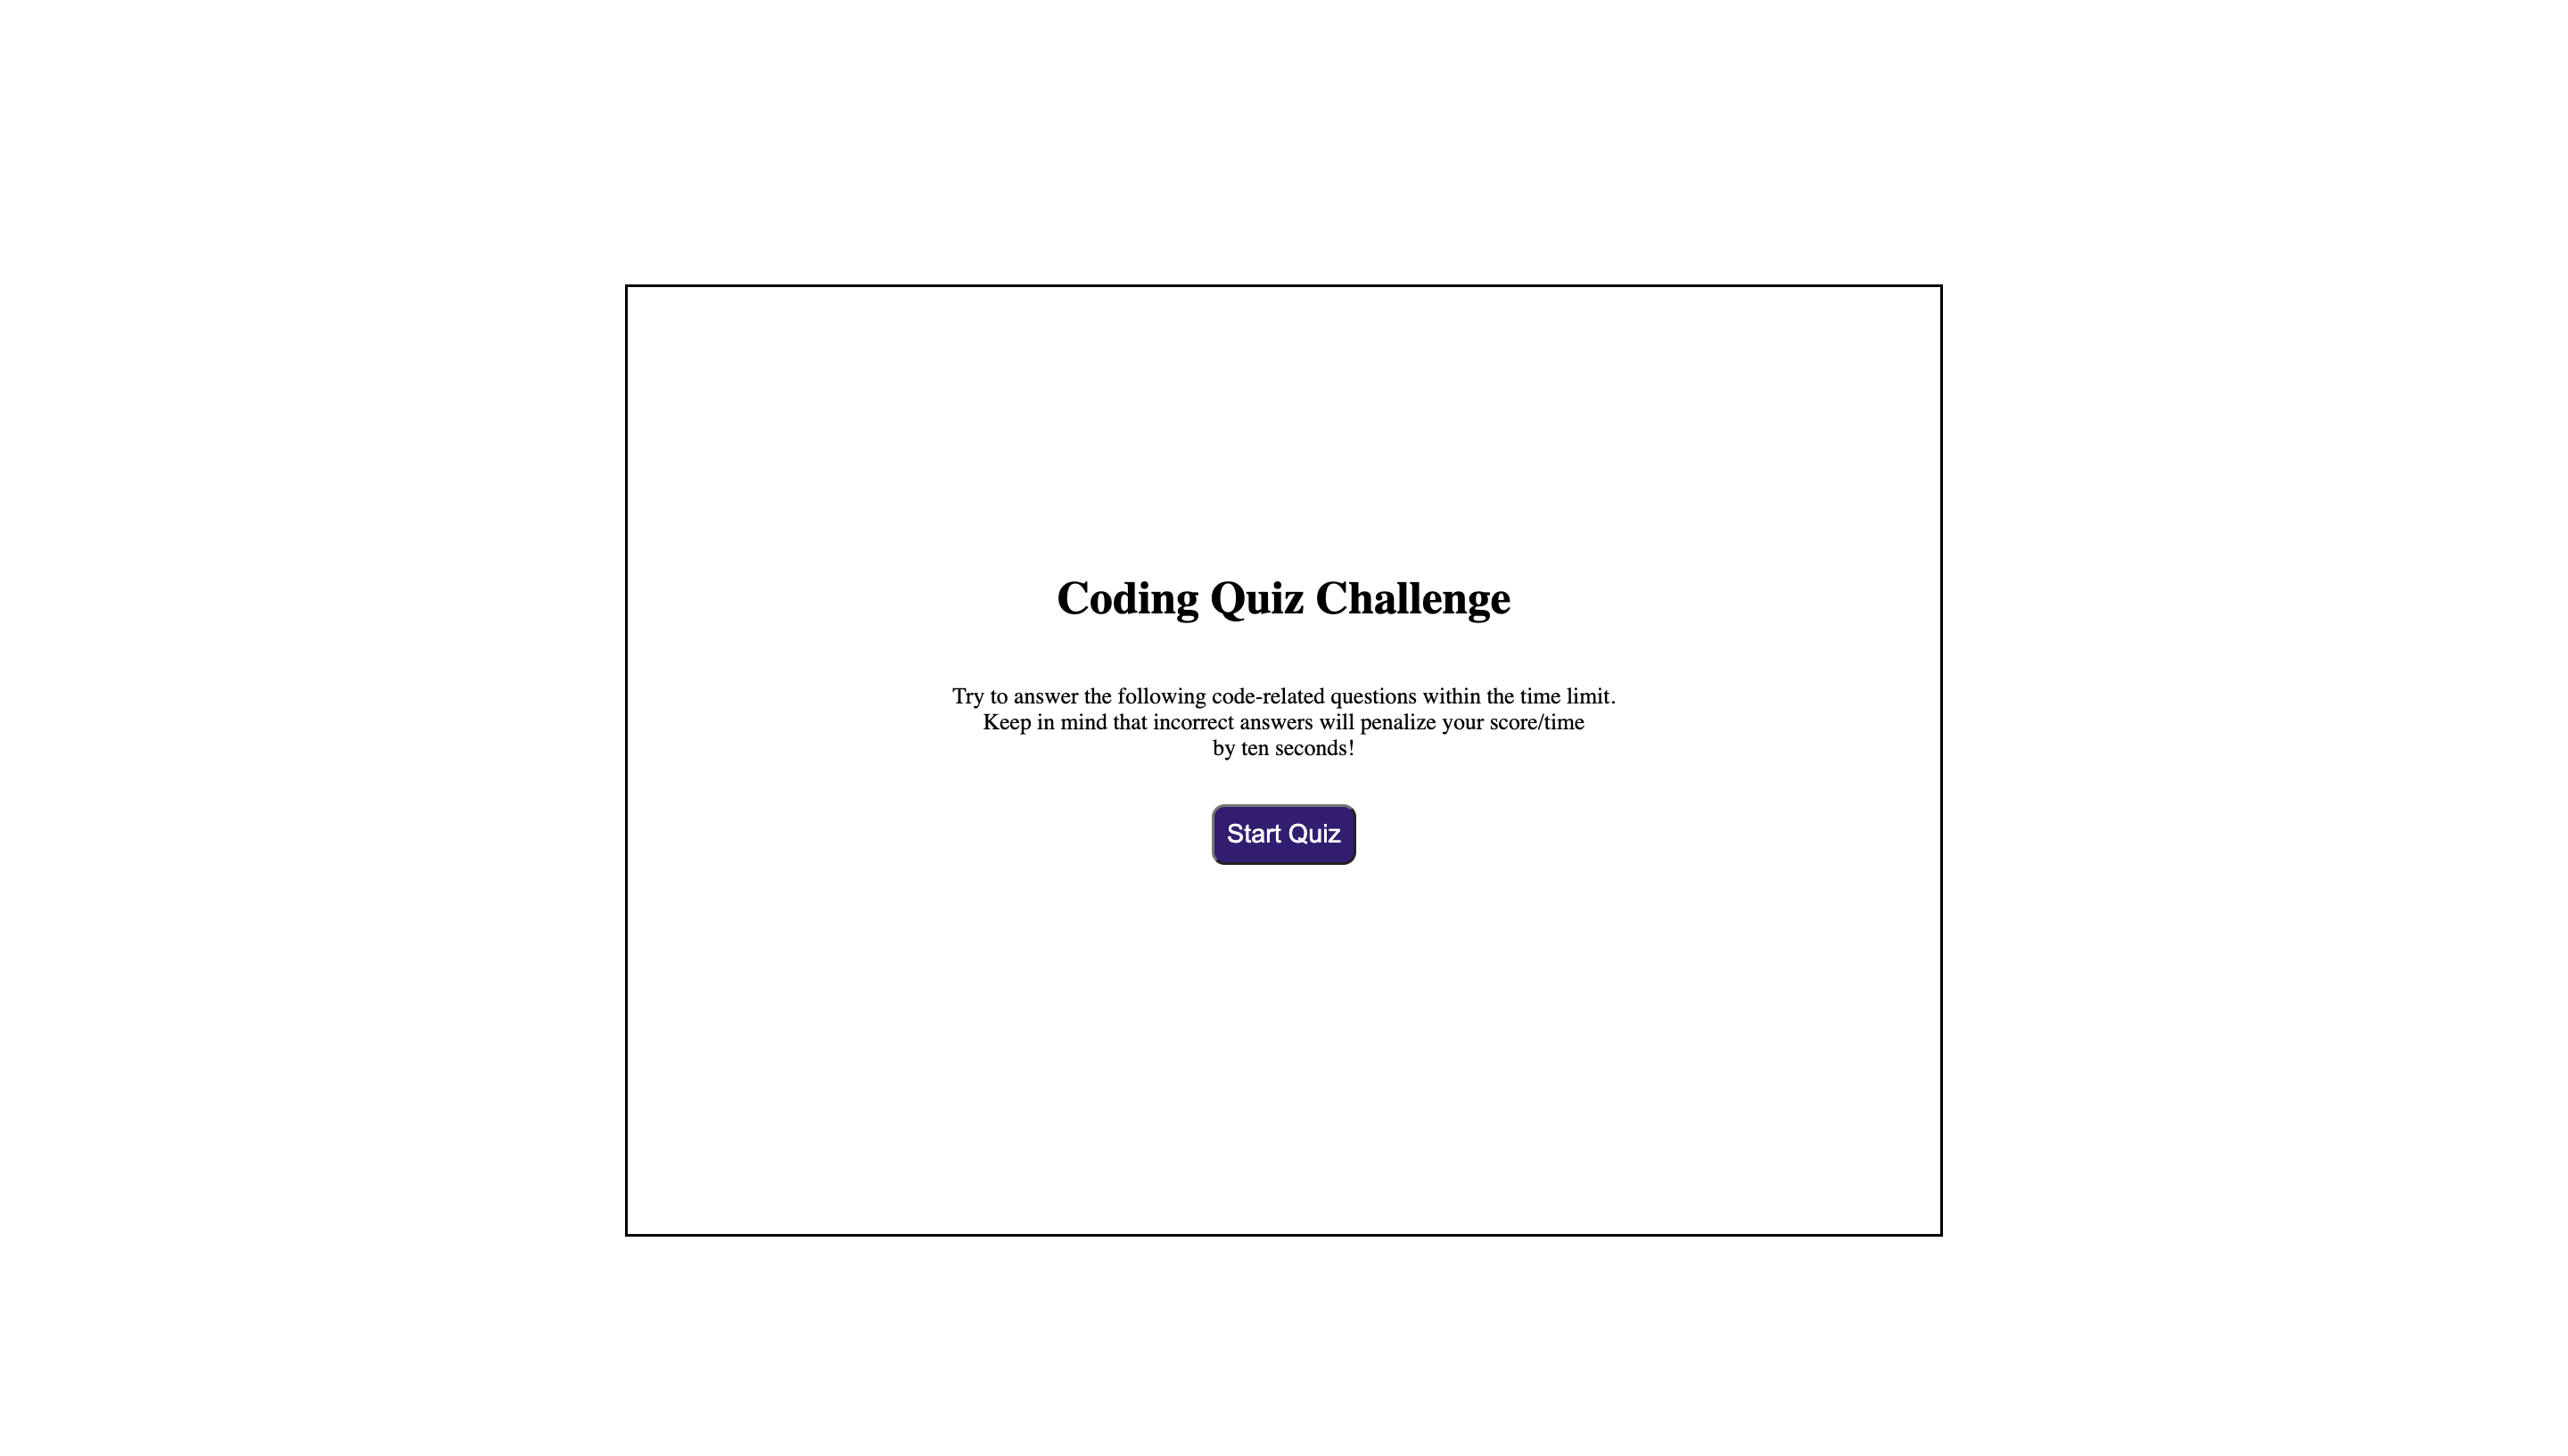 Coding Quiz Challenge
Try to answer the following code-related questions within the time limit.
Keep in mind that incorrect answers will penalize your score/time
by ten seconds!
Start Quiz